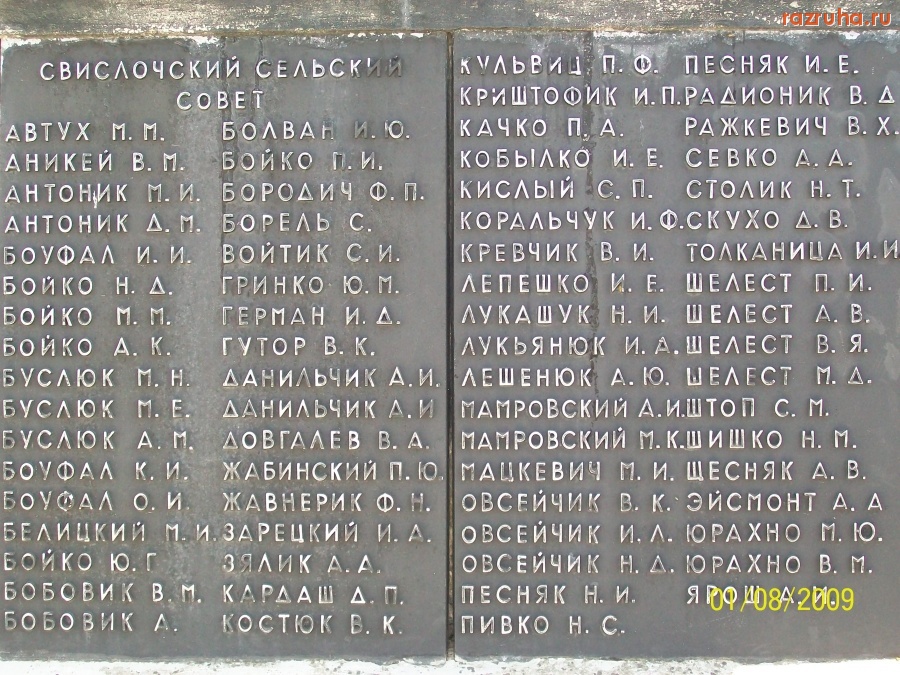 razruha.ru
СВИСЛОЧСКИЙ СЕЛЬСКИЙ
СОВЕТ
АВТУХ М. М.
АНИКЕЙ В. М.
АНТОНИК М. И.
АНТОНИК Д. М.
БОУФАЛ И. И.
БОЙКО Н. Д.
БОЙКО М. М.
БОЙКО А. К.
БУСЛЮК М. Н.
БУСЛЮК М. Е.
БУСЛЮК А. М.
БОУФАЛ К. И.
БОУФАЛ О. И.
БЕЛИЦКИЙ М. И.
БОЙКО Ю. Г
БОБОВИК В. М.
БОБОВИК А.
БОЛВАН И. Ю.
БОЙКО П. И.
БОРОДИЧ Ф. П.
БОРЕЛЬ С.
ВОЙТИК С. И.
ГРИНКО Ю. М.
ГЕРМАН И. Д.
ГУТОР В. К.
ДАНИЛЬЧИК А. И.
ДАНИЛЬЧИК А. И
ДОВГАЛЕВ В. А.
ЖАБИНСКИЙ П. Ю.
ЖАВНЕРИК Ф. Н.
ЗАРЕЦКИЙ И. А.
ЗЯЛИК А. А.
КАРДАШ Д. П.
КОСТЮК В. К.
КУЛЬВИЦ П. Ф.
КРИШТОФИК И. П.
КАЧКО П. А.
КОБЫЛКО И. Е.
КИСЛЫЙ С. П.
КОРАЛЬЧУК И. Ф.
КРЕВЧИК В. И.
ЛЕПЕШКО И. Е.
ЛУКАШУК Н. И.
ЛУКЬЯНЮК И. А.
ЛЕШЕНЮК А. Ю.
МАМРОВСКИЙ А. И.
МАМРОВСКИЙ М. К.
МАЦКЕВИЧ М. И.
ОВСЕЙЧИК В. К.
ОВСЕЙЧИК И. Л.
ОВСЕЙЧИК Н. Д.
ПЕСНЯК Н. И.
ПИВКО Н. С.
ПЕСНЯК И. Е.
РАДИОНИК В. Д
РАЖКЕВИЧ В. Х.
СЕВКО А. А.
СТОЛИК Н. Т.
СКУХО Д. В.
ТОЛКАНИЦА И. И
ШЕЛЕСТ П. И.
ШЕЛЕСТ А. В.
ШЕЛЕСТ В. Я.
ШЕЛЕСТ М. Д.
ШТОП С. М.
ШИШКО Н. М.
ЩЕСНЯК А. В.
ЭЙСМОНТ А. А
ЮРАХНО М. Ю.
ЮРАХНО В. М.
ЯРОШ А. И.
01/08/2009